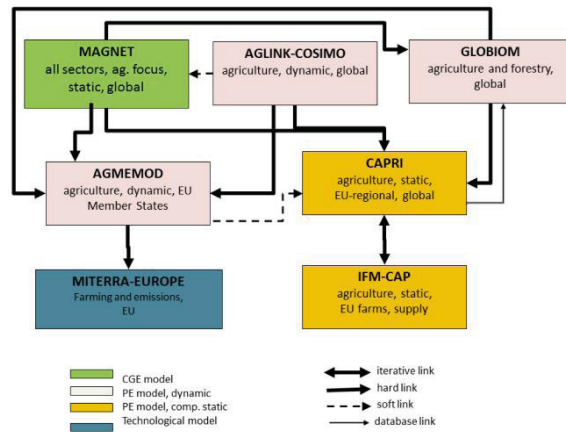 MAGNET
all sectors, ag. focus,
static, global
AGLINK-COSIMO
agriculture, dynamic, global
GLOBIOM
agriculture and forestry,
global
AGMEMOD
agriculture, dynamic, EU
Member States
CAPRI
agriculture, static,
EU-regional, global
MITERRA-EUROPE
Farming and emissions,
EU
IFM-CAP
agriculture, static,
EU farms, supply
CGE model
PE model, dynamic
PE model, comp. static
Technological model
iterative link
hard link
soft link
database link